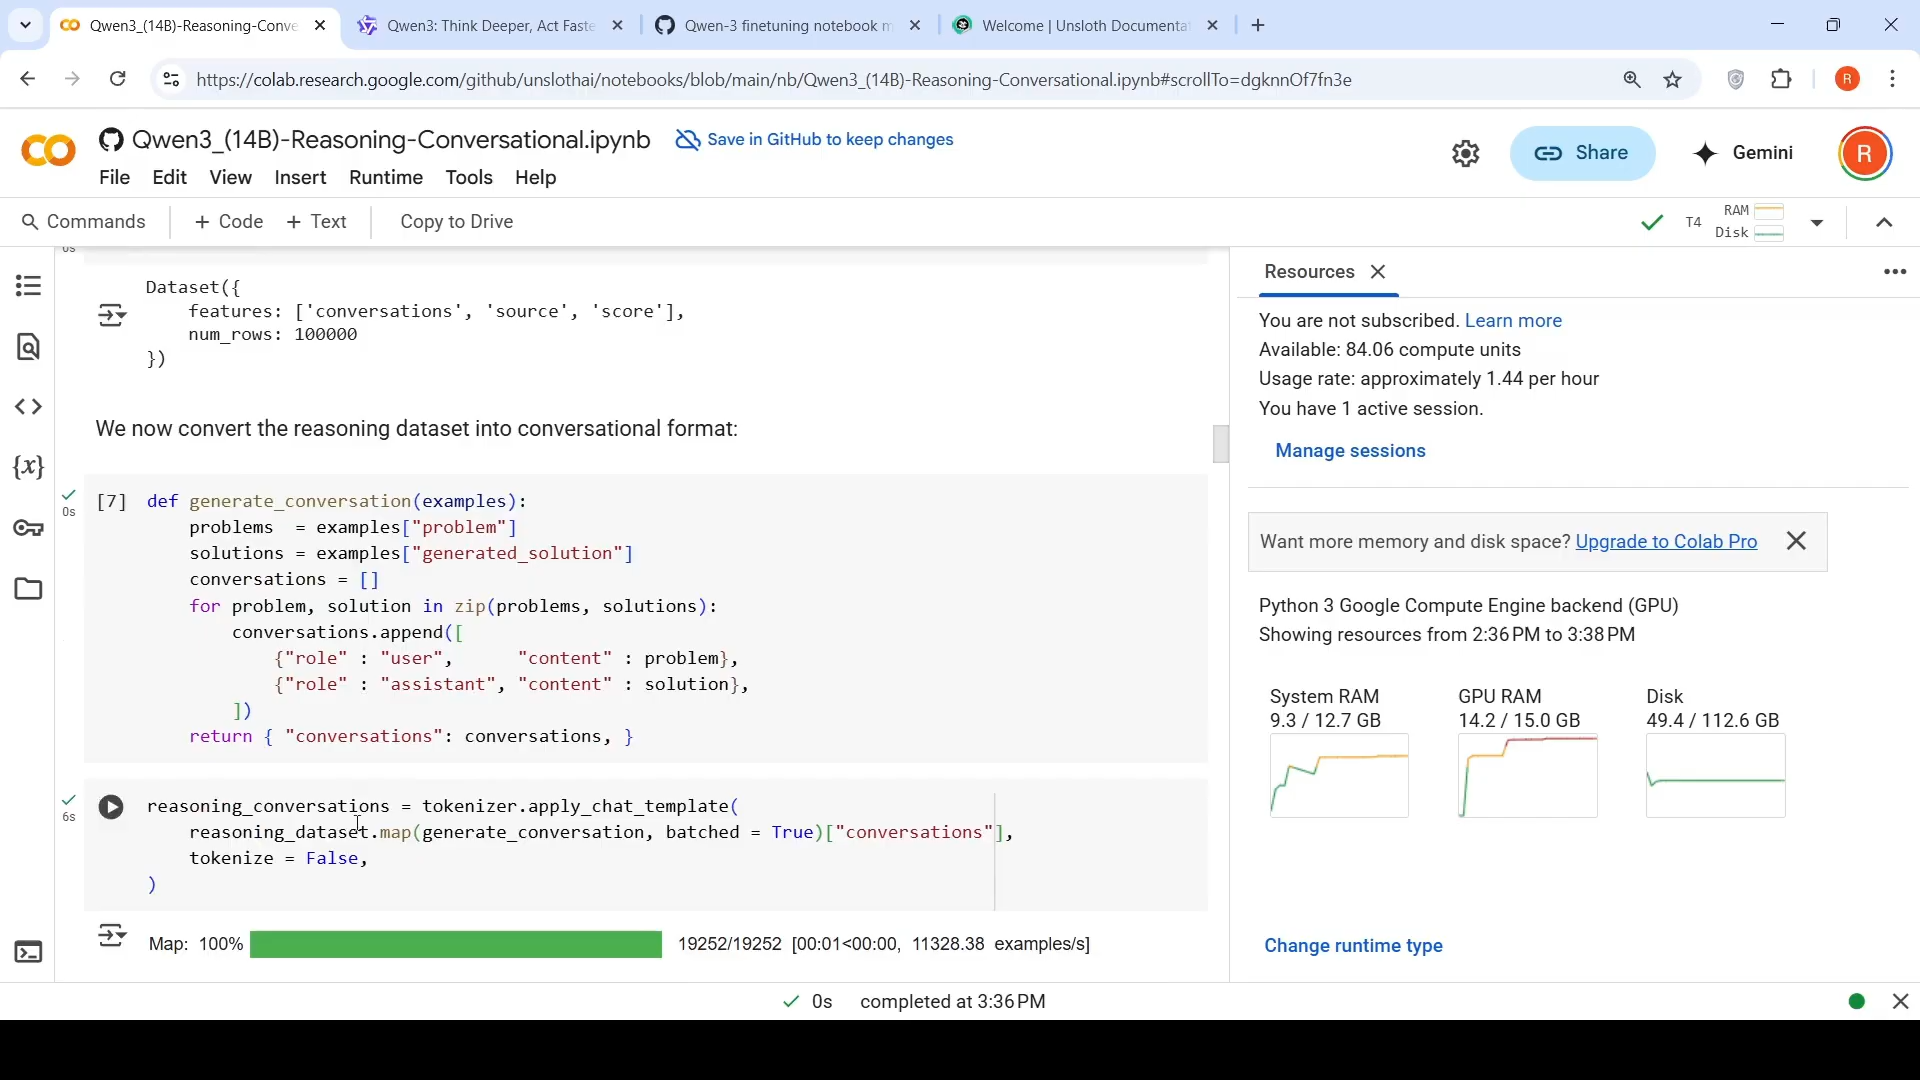 Qwen3_(14B)-Reasoning-Conve
Qwen3: Think Deeper, Act Faste
Qwen-3 finetuning notebook m
Welcome | Unsloth Documenta
https://colab.research.google.com/github/unslothai/notebooks/blob/main/nb/Qwen3_(14B)-Reasoning-Conversational.ipynb#scrollTo=dgknnOf7fn3e
R
Qwen3_(14B)-Reasoning-Conversational.ipynb
Save in GitHub to keep changes
Share
Gemini
R
File Edit View Insert Runtime Tools Help
Commands
+ Code
+ Text
Copy to Drive
T4
RAM
Disk
0s
Dataset({
features: ['conversations', 'source', 'score'],
num_rows: 100000
})
We now convert the reasoning dataset into conversational format:
0s
[7] def generate_conversation(examples):
problems = examples["problem"]
solutions = examples["generated_solution"]
conversations = []
for problem, solution in zip(problems, solutions):
conversations.append([
{"role" : "user", "content" : problem},
{"role" : "assistant", "content" : solution},
])
return { "conversations": conversations, }
6s
reasoning_conversations = tokenizer.apply_chat_template(
reasoning_dataset.map(generate_conversation, batched = True)["conversations"],
tokenize = False,
)
Map: 100% 19252/19252 [00:01<00:00, 11328.38 examples/s]
Resources
You are not subscribed. Learn more
Available: 84.06 compute units
Usage rate: approximately 1.44 per hour
You have 1 active session.
Manage sessions
Want more memory and disk space? Upgrade to Colab Pro
Python 3 Google Compute Engine backend (GPU)
Showing resources from 2:36 PM to 3:38 PM
System RAM
9.3 / 12.7 GB
GPU RAM
14.2 / 15.0 GB
Disk
49.4 / 112.6 GB
Change runtime type
0s completed at 3:36 PM